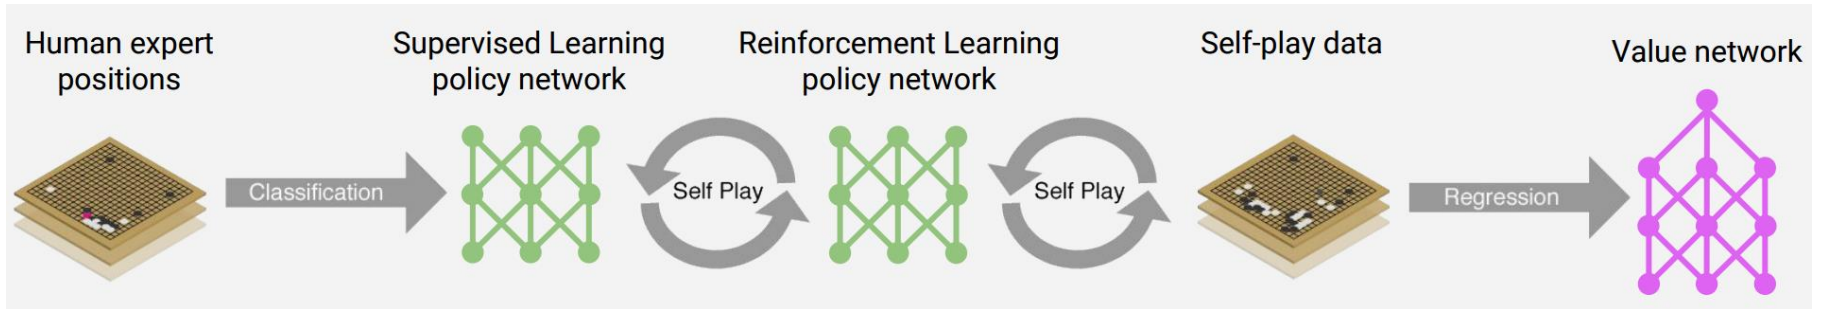 Human expert
positions
Supervised Learning
policy network
Reinforcement Learning
policy network
Self-play data
Value network
Classification
Self Play
Self Play
Regression